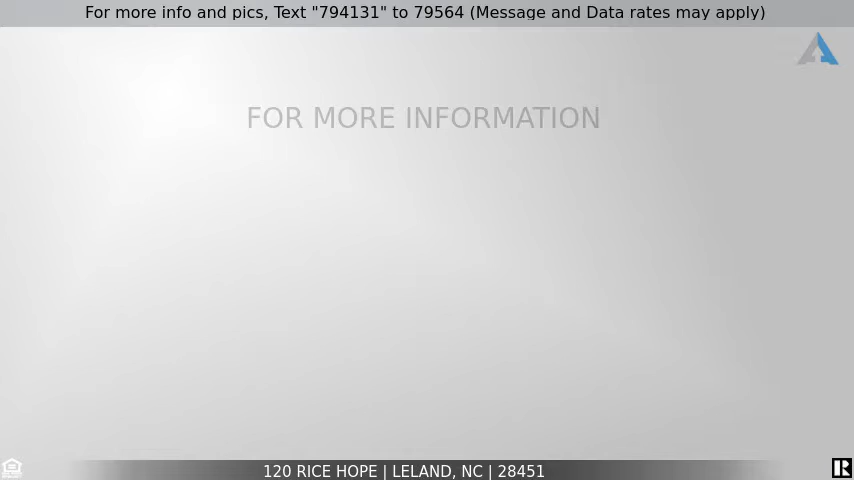 For more info and pics, Text "794131" to 79564 (Message and Data rates may apply)
FOR MORE INFORMATION
120 RICE HOPE | LELAND, NC | 28451